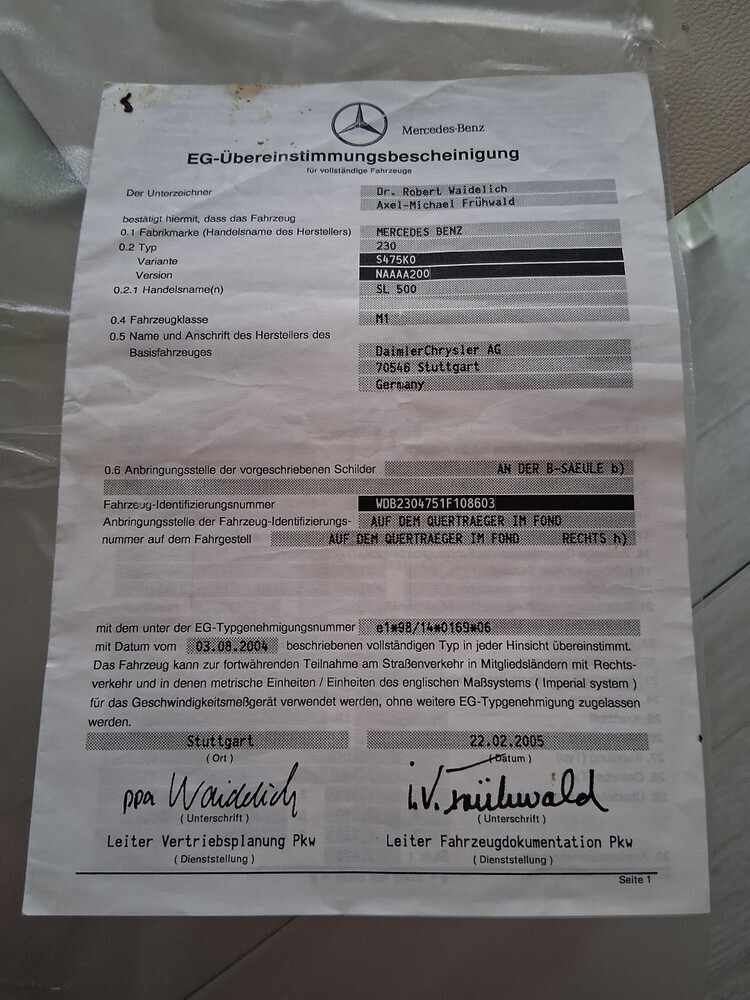 Mercedes-Benz
EG-Übereinstimmungsbescheinigung
für vollständige Fahrzeuge
Der Unterzeichner Dr. Robert Waidelich
Axel-Michael Frühwald
bestätigt hiermit, dass das Fahrzeug
0.1 Fabrikmarke (Handelsname des Herstellers) MERCEDES BENZ
0.2 Typ 230
Variante S475K0
Version NAAAA200
0.2.1 Handelsname(n) SL 500
0.4 Fahrzeugklasse M1
0.5 Name und Anschrift des Herstellers des
Basisfahrzeuges DaimlerChrysler AG
70546 Stuttgart
Germany
0.6 Anbringungsstelle der vorgeschriebenen Schilder AN DER B-SAEULE b)
Fahrzeug-Identifizierungsnummer WDB2304751F108603
Anbringungsstelle der Fahrzeug-Identifizierungs- AUF DEM QUERTRAEGER IM FOND
nummer auf dem Fahrgestell AUF DEM QUERTRAEGER IM FOND RECHTS h)
mit dem unter der EG-Typgenehmigungsnummer e1*98/14*0169*06
mit Datum vom 03.08.2004 beschriebenen vollständigen Typ in jeder Hinsicht übereinstimmt.
Das Fahrzeug kann zur fortwährenden Teilnahme am Straßenverkehr in Mitgliedsländern mit Rechts-
verkehr und in denen metrische Einheiten / Einheiten des englischen Maßsystems ( Imperial system )
für das Geschwindigkeitsmeßgerät verwendet werden, ohne weitere EG-Typgenehmigung zugelassen
werden.
Stuttgart 22.02.2005
( Ort ) ( Datum )
ppa Waidelich i.V. Frühwald
( Unterschrift ) ( Unterschrift )
Leiter Vertriebsplanung Pkw Leiter Fahrzeugdokumentation Pkw
( Dienststellung ) ( Dienststellung )
Seite 1